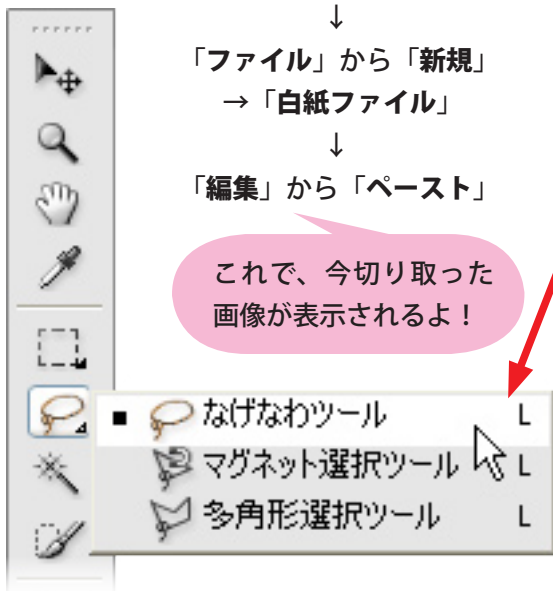 ↓
「ファイル」から「新規」
→「白紙ファイル」
↓
「編集」から「ペースト」
これで、今切り取った
画像が表示されるよ！
なげなわツール L
マグネット選択ツール L
多角形選択ツール L